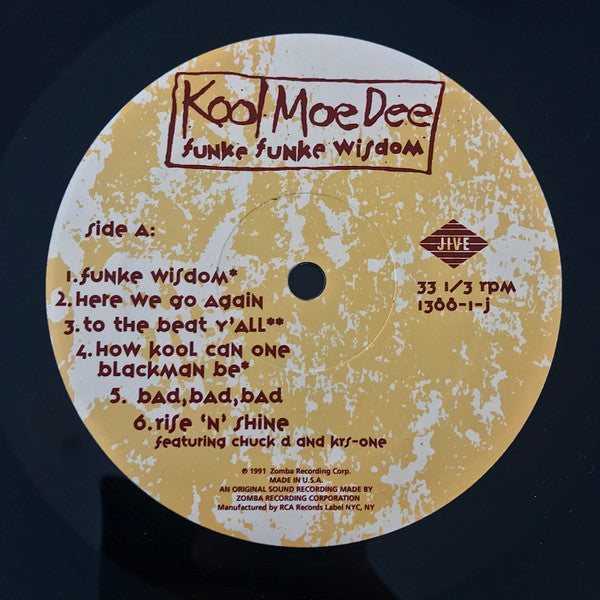 Kool Moe Dee
funke funke wisdom
side A:
JIVE
33 1/3 rpm
1388-1-j
1. funke wisdom*
2. here we go again
3. to the beat y'all**
4. how kool can one
blackman be*
5. bad, bad, bad
6. rise 'n' shine
featuring chuck d and krs-one
℗ 1991 Zomba Recording Corp.
MADE IN U.S.A.
AN ORIGINAL SOUND RECORDING MADE BY
ZOMBA RECORDING CORPORATION
Manufactured by RCA Records Label NYC, NY